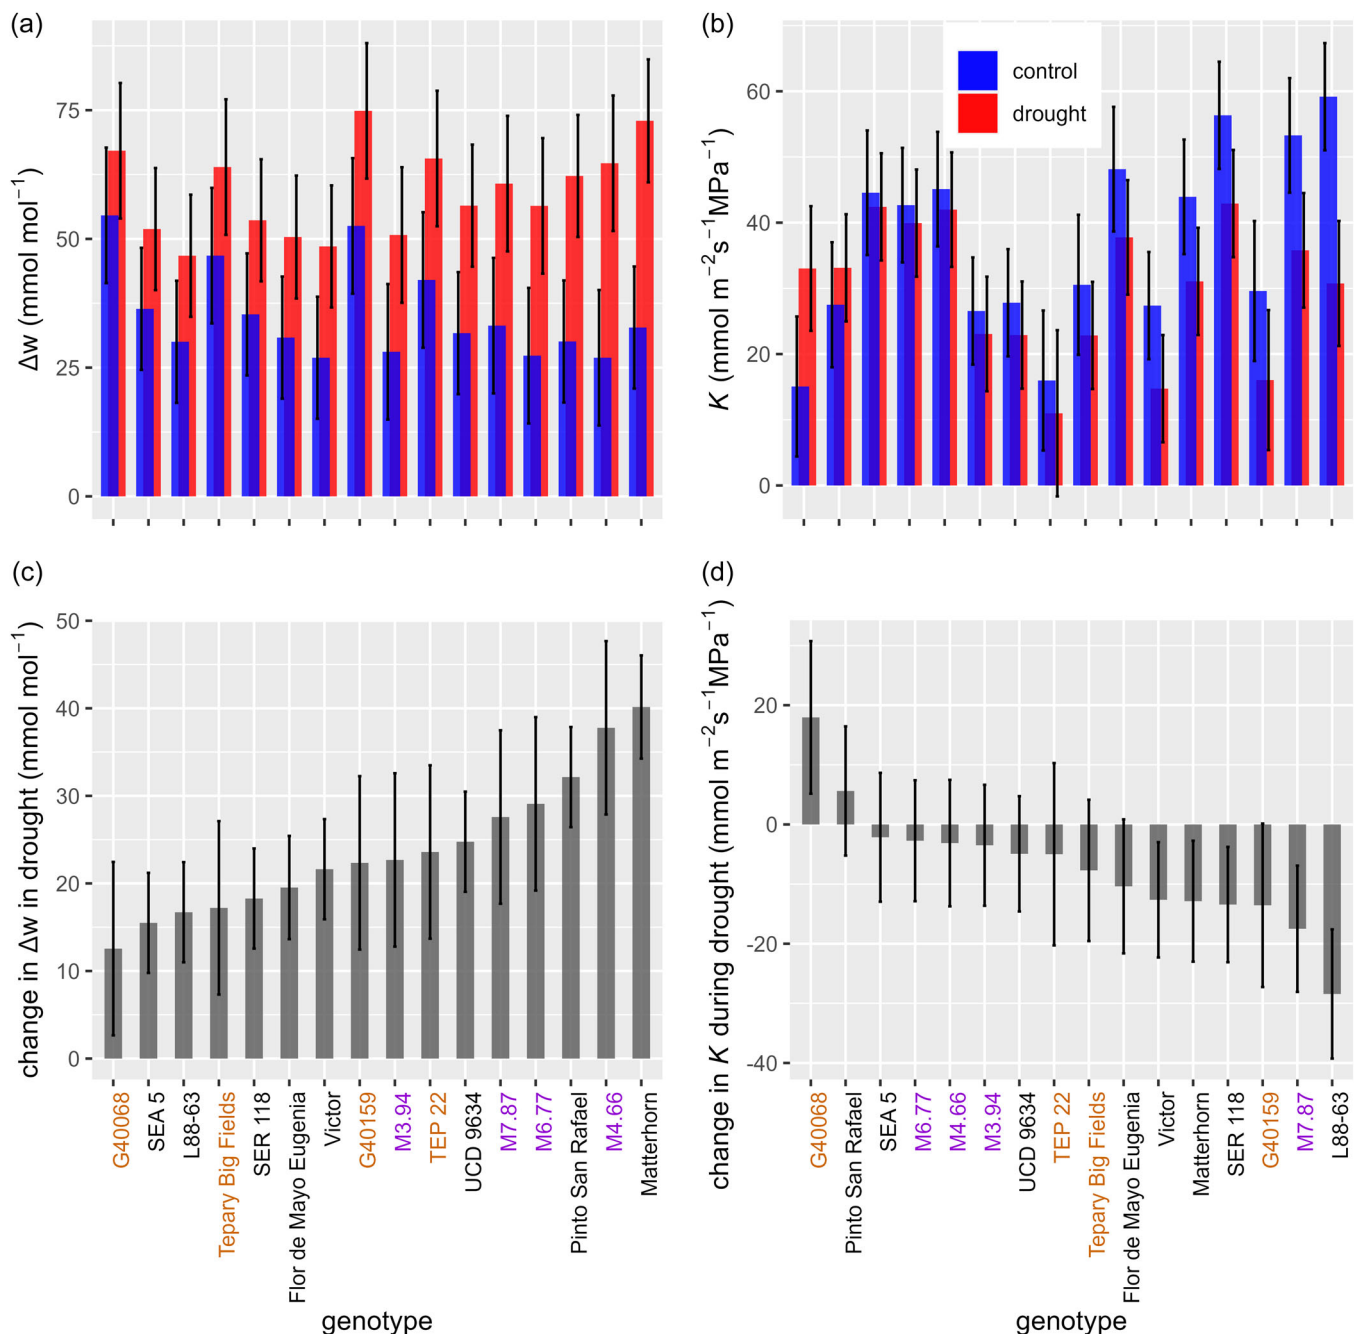 (a)
Δw (mmol mol⁻¹)
75
50
25
0
(b)
K (mmol m⁻²s⁻¹MPa⁻¹)
60
40
20
0
control
drought
(c)
change in Δw in drought (mmol mol⁻¹)
50
40
30
20
10
0
G40068
SEA 5
L88-63
Tepary Big Fields
SER 118
Flor de Mayo Eugenia
Victor
G40159
M3.94
TEP 22
UCD 9634
M7.87
M6.77
Pinto San Rafael
M4.66
Matterhorn
genotype
(d)
change in K during drought (mmol m⁻²s⁻¹MPa⁻¹)
20
0
-20
-40
G40068
Pinto San Rafael
SEA 5
M6.77
M4.66
M3.94
UCD 9634
TEP 22
Tepary Big Fields
Flor de Mayo Eugenia
Victor
Matterhorn
SER 118
G40159
M7.87
L88-63
genotype